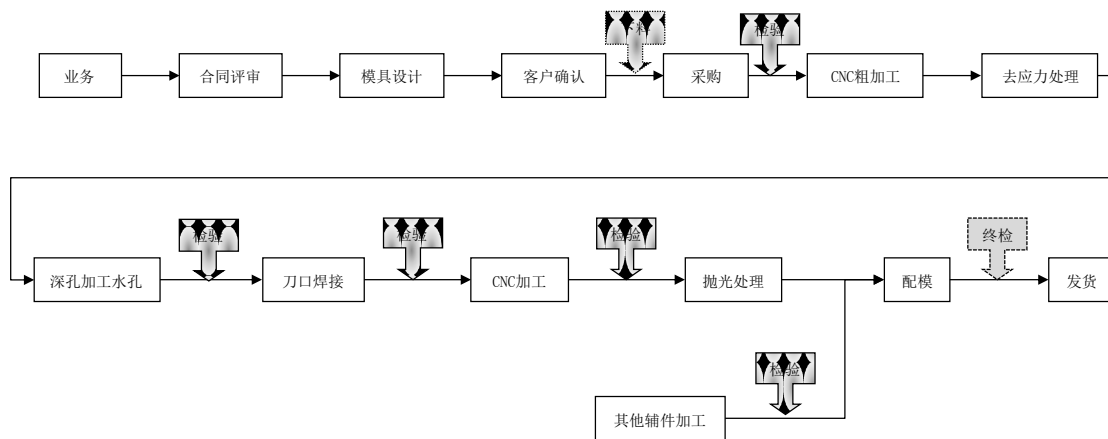 下料
检验
业务
合同评审
模具设计
客户确认
采购
CNC粗加工
去应力处理
检验
检验
检验
终检
深孔加工水孔
刀口焊接
CNC加工
抛光处理
配模
发货
检验
其他辅件加工